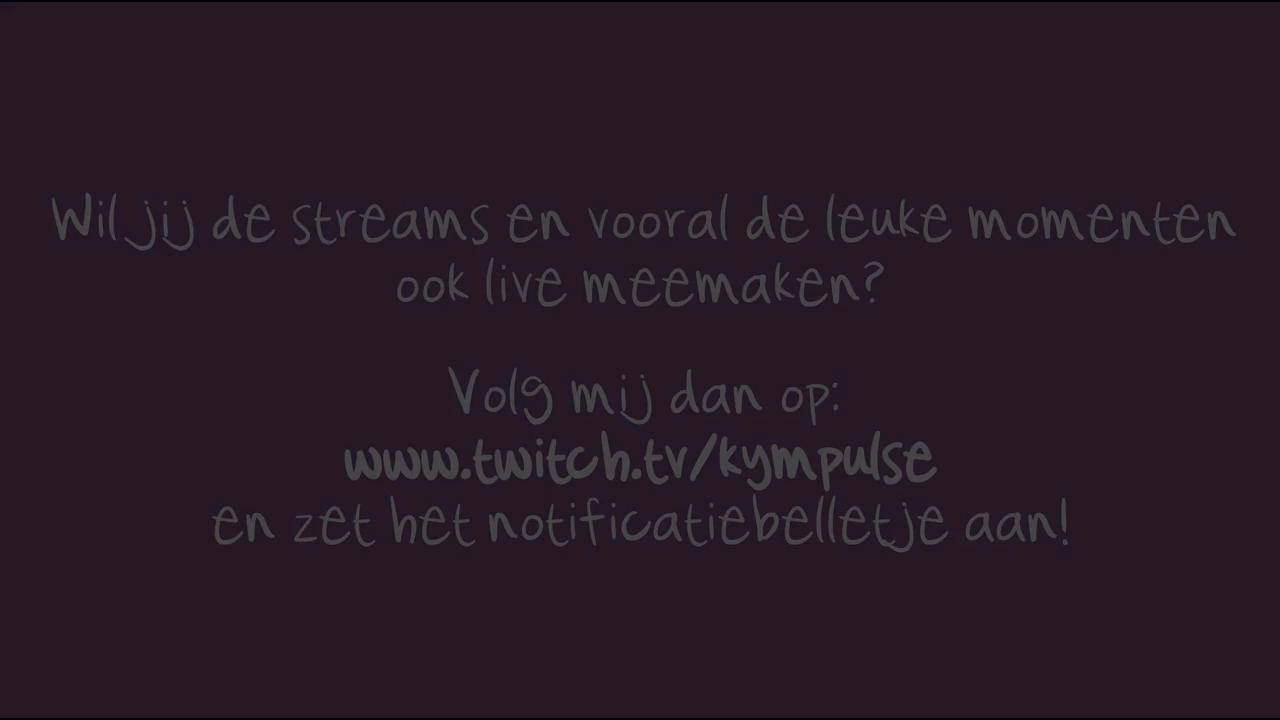 Wil jij de streams en vooral de leuke momenten
ook live meemaken?
Volg mij dan op:
www.twitch.tv/kympulse
en zet het notificatiebelletje aan!